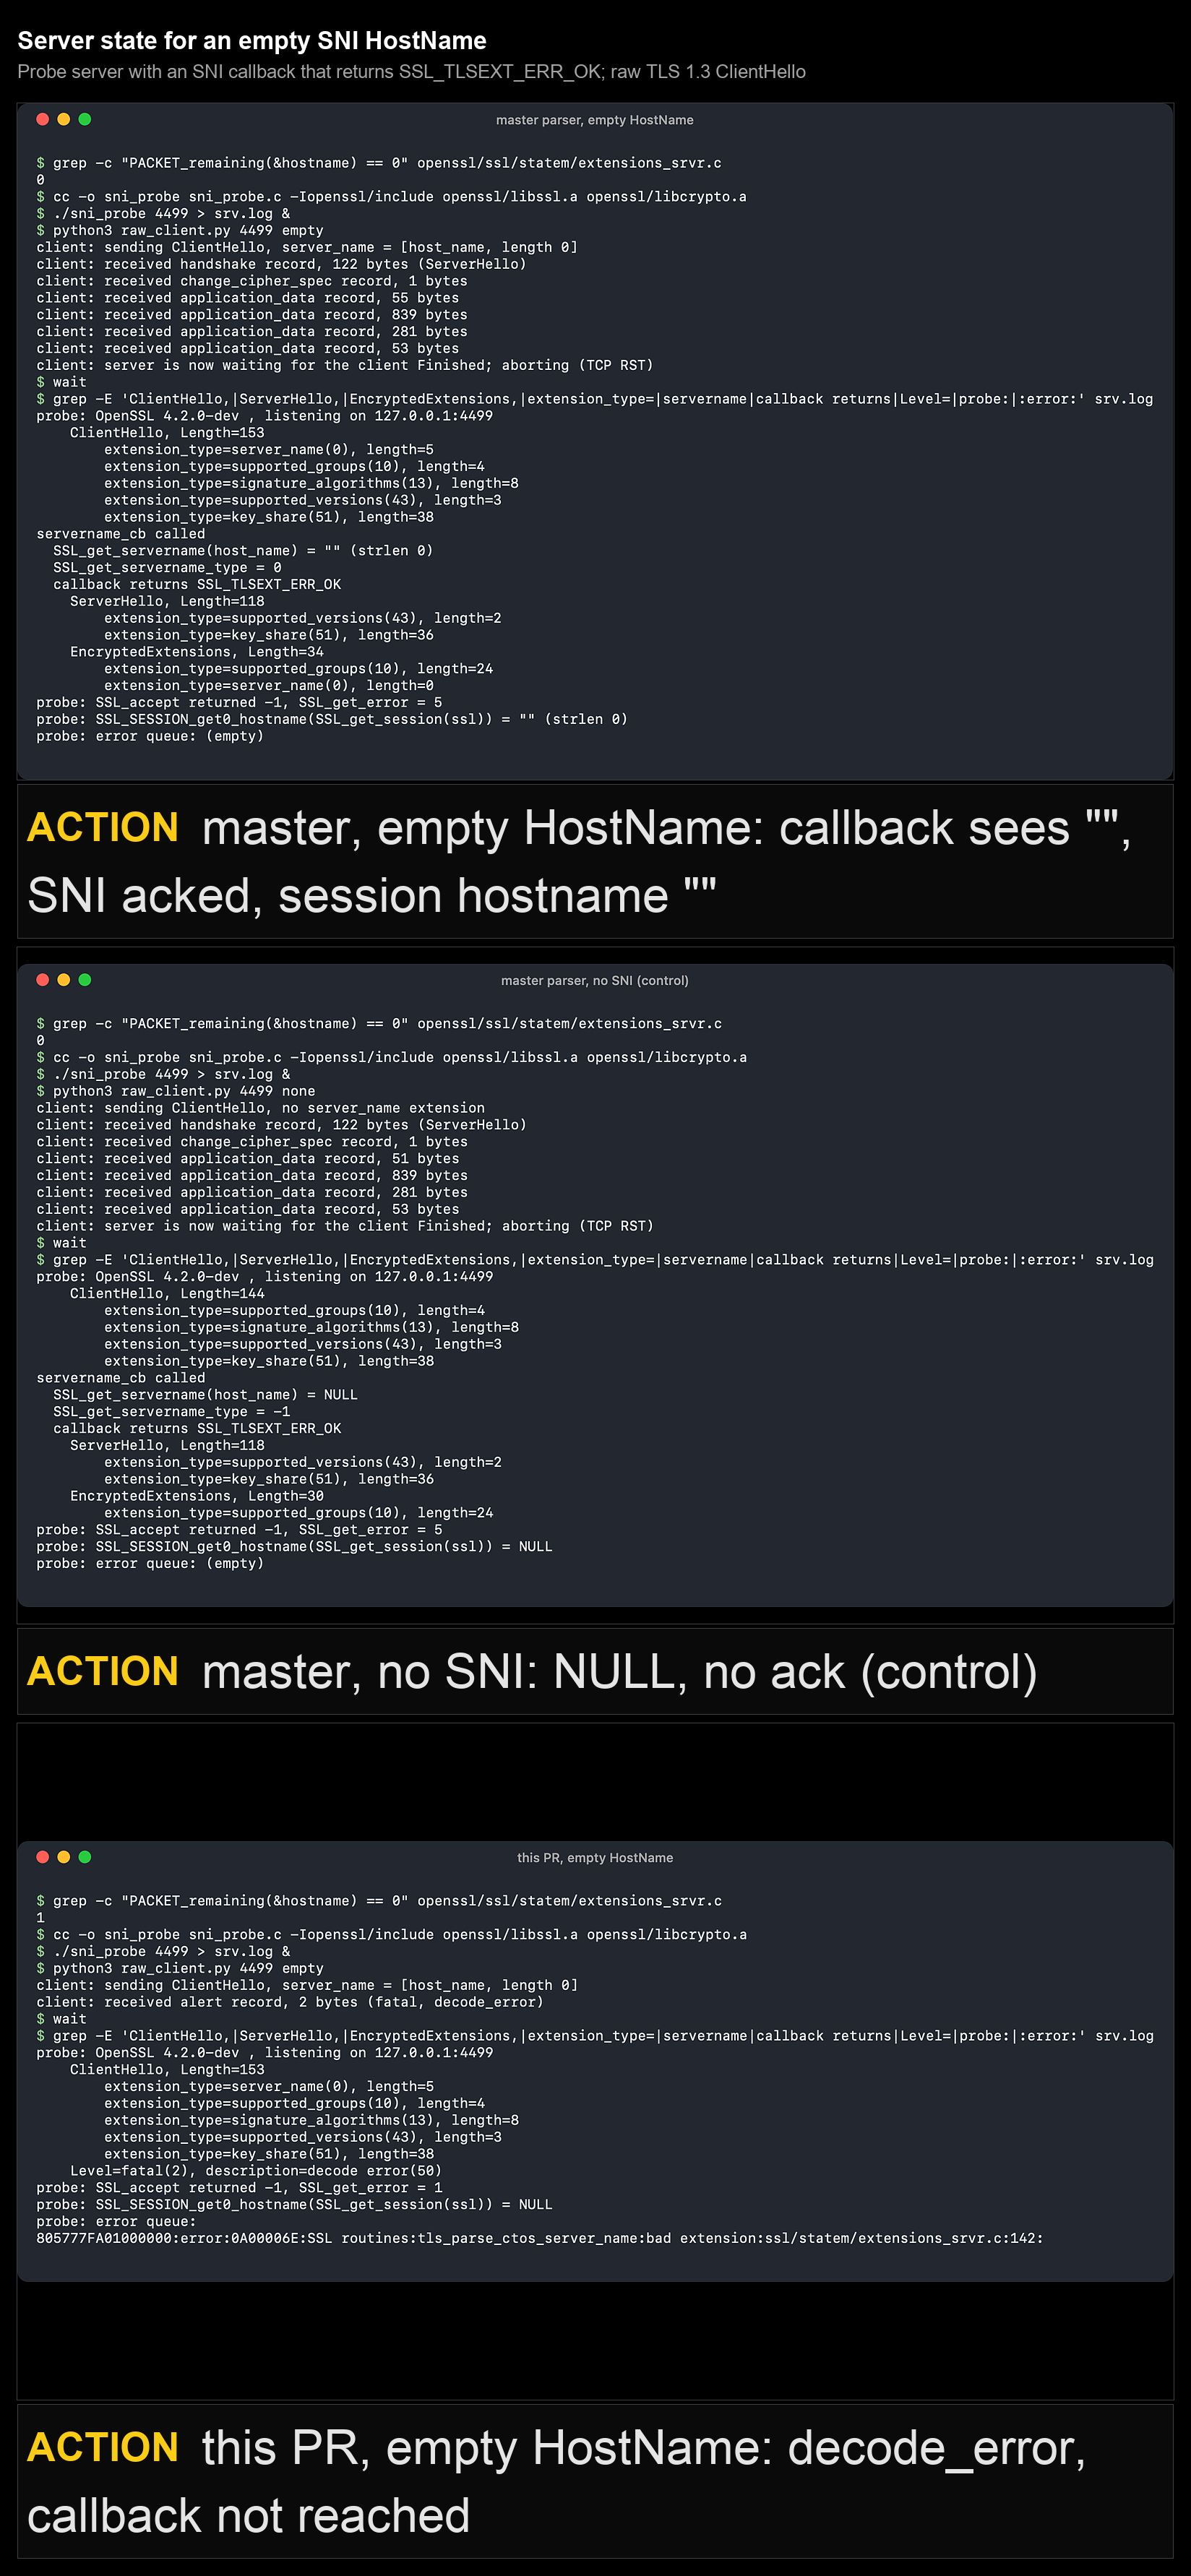 Server state for an empty SNI HostName
Probe server with an SNI callback that returns SSL_TLSEXT_ERR_OK; raw TLS 1.3 ClientHello
master parser, empty HostName
$ grep -c "PACKET_remaining(&hostname) == 0" openssl/ssl/statem/extensions_srvr.c
0
$ cc -o sni_probe sni_probe.c -Iopenssl/include openssl/libssl.a openssl/libcrypto.a
$ ./sni_probe 4499 > srv.log &
$ python3 raw_client.py 4499 empty
client: sending ClientHello, server_name = [host_name, length 0]
client: received handshake record, 122 bytes (ServerHello)
client: received change_cipher_spec record, 1 bytes
client: received application_data record, 55 bytes
client: received application_data record, 839 bytes
client: received application_data record, 281 bytes
client: received application_data record, 53 bytes
client: server is now waiting for the client Finished; aborting (TCP RST)
$ wait
$ grep -E 'ClientHello,|ServerHello,|EncryptedExtensions,|extension_type=|servername|callback returns|Level=|probe:|:error:' srv.log
probe: OpenSSL 4.2.0-dev , listening on 127.0.0.1:4499
    ClientHello, Length=153
        extension_type=server_name(0), length=5
        extension_type=supported_groups(10), length=4
        extension_type=signature_algorithms(13), length=8
        extension_type=supported_versions(43), length=3
        extension_type=key_share(51), length=38
servername_cb called
  SSL_get_servername(host_name) = "" (strlen 0)
  SSL_get_servername_type = 0
  callback returns SSL_TLSEXT_ERR_OK
    ServerHello, Length=118
        extension_type=supported_versions(43), length=2
        extension_type=key_share(51), length=36
    EncryptedExtensions, Length=34
        extension_type=supported_groups(10), length=24
        extension_type=server_name(0), length=0
probe: SSL_accept returned -1, SSL_get_error = 5
probe: SSL_SESSION_get0_hostname(SSL_get_session(ssl)) = "" (strlen 0)
probe: error queue: (empty)
ACTION master, empty HostName: callback sees "",
SNI acked, session hostname ""
master parser, no SNI (control)
$ grep -c "PACKET_remaining(&hostname) == 0" openssl/ssl/statem/extensions_srvr.c
0
$ cc -o sni_probe sni_probe.c -Iopenssl/include openssl/libssl.a openssl/libcrypto.a
$ ./sni_probe 4499 > srv.log &
$ python3 raw_client.py 4499 none
client: sending ClientHello, no server_name extension
client: received handshake record, 122 bytes (ServerHello)
client: received change_cipher_spec record, 1 bytes
client: received application_data record, 51 bytes
client: received application_data record, 839 bytes
client: received application_data record, 281 bytes
client: received application_data record, 53 bytes
client: server is now waiting for the client Finished; aborting (TCP RST)
$ wait
$ grep -E 'ClientHello,|ServerHello,|EncryptedExtensions,|extension_type=|servername|callback returns|Level=|probe:|:error:' srv.log
probe: OpenSSL 4.2.0-dev , listening on 127.0.0.1:4499
    ClientHello, Length=144
        extension_type=supported_groups(10), length=4
        extension_type=signature_algorithms(13), length=8
        extension_type=supported_versions(43), length=3
        extension_type=key_share(51), length=38
servername_cb called
  SSL_get_servername(host_name) = NULL
  SSL_get_servername_type = -1
  callback returns SSL_TLSEXT_ERR_OK
    ServerHello, Length=118
        extension_type=supported_versions(43), length=2
        extension_type=key_share(51), length=36
    EncryptedExtensions, Length=30
        extension_type=supported_groups(10), length=24
probe: SSL_accept returned -1, SSL_get_error = 5
probe: SSL_SESSION_get0_hostname(SSL_get_session(ssl)) = NULL
probe: error queue: (empty)
ACTION master, no SNI: NULL, no ack (control)
this PR, empty HostName
$ grep -c "PACKET_remaining(&hostname) == 0" openssl/ssl/statem/extensions_srvr.c
1
$ cc -o sni_probe sni_probe.c -Iopenssl/include openssl/libssl.a openssl/libcrypto.a
$ ./sni_probe 4499 > srv.log &
$ python3 raw_client.py 4499 empty
client: sending ClientHello, server_name = [host_name, length 0]
client: received alert record, 2 bytes (fatal, decode_error)
$ wait
$ grep -E 'ClientHello,|ServerHello,|EncryptedExtensions,|extension_type=|servername|callback returns|Level=|probe:|:error:' srv.log
probe: OpenSSL 4.2.0-dev , listening on 127.0.0.1:4499
    ClientHello, Length=153
        extension_type=server_name(0), length=5
        extension_type=supported_groups(10), length=4
        extension_type=signature_algorithms(13), length=8
        extension_type=supported_versions(43), length=3
        extension_type=key_share(51), length=38
    Level=fatal(2), description=decode error(50)
probe: SSL_accept returned -1, SSL_get_error = 1
probe: SSL_SESSION_get0_hostname(SSL_get_session(ssl)) = NULL
probe: error queue:
805777FA01000000:error:0A00006E:SSL routines:tls_parse_ctos_server_name:bad extension:ssl/statem/extensions_srvr.c:142:
ACTION this PR, empty HostName: decode_error,
callback not reached